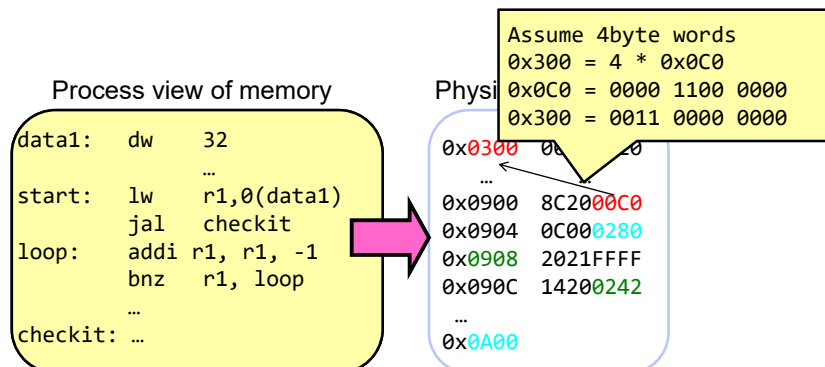 Assume 4byte words
0x300 = 4 * 0x0C0
0x0C0 = 0000 1100 0000
0x300 = 0011 0000 0000
Process view of memory
data1: dw 32
…
start: lw r1,0(data1)
jal checkit
loop: addi r1, r1, -1
bnz r1, loop
…
checkit: …
0x0300
…
0x0900 8C2000C0
0x0904 0C000280
0x0908 2021FFFF
0x090C 14200242
…
0x0A00